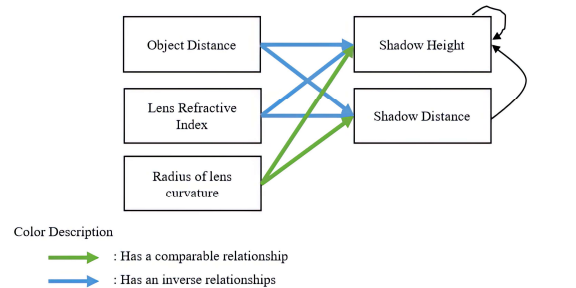 Object Distance
Shadow Height
Lens Refractive
Index
Shadow Distance
Radius of lens
curvature
Color Description
: Has a comparable relationship
: Has an inverse relationships